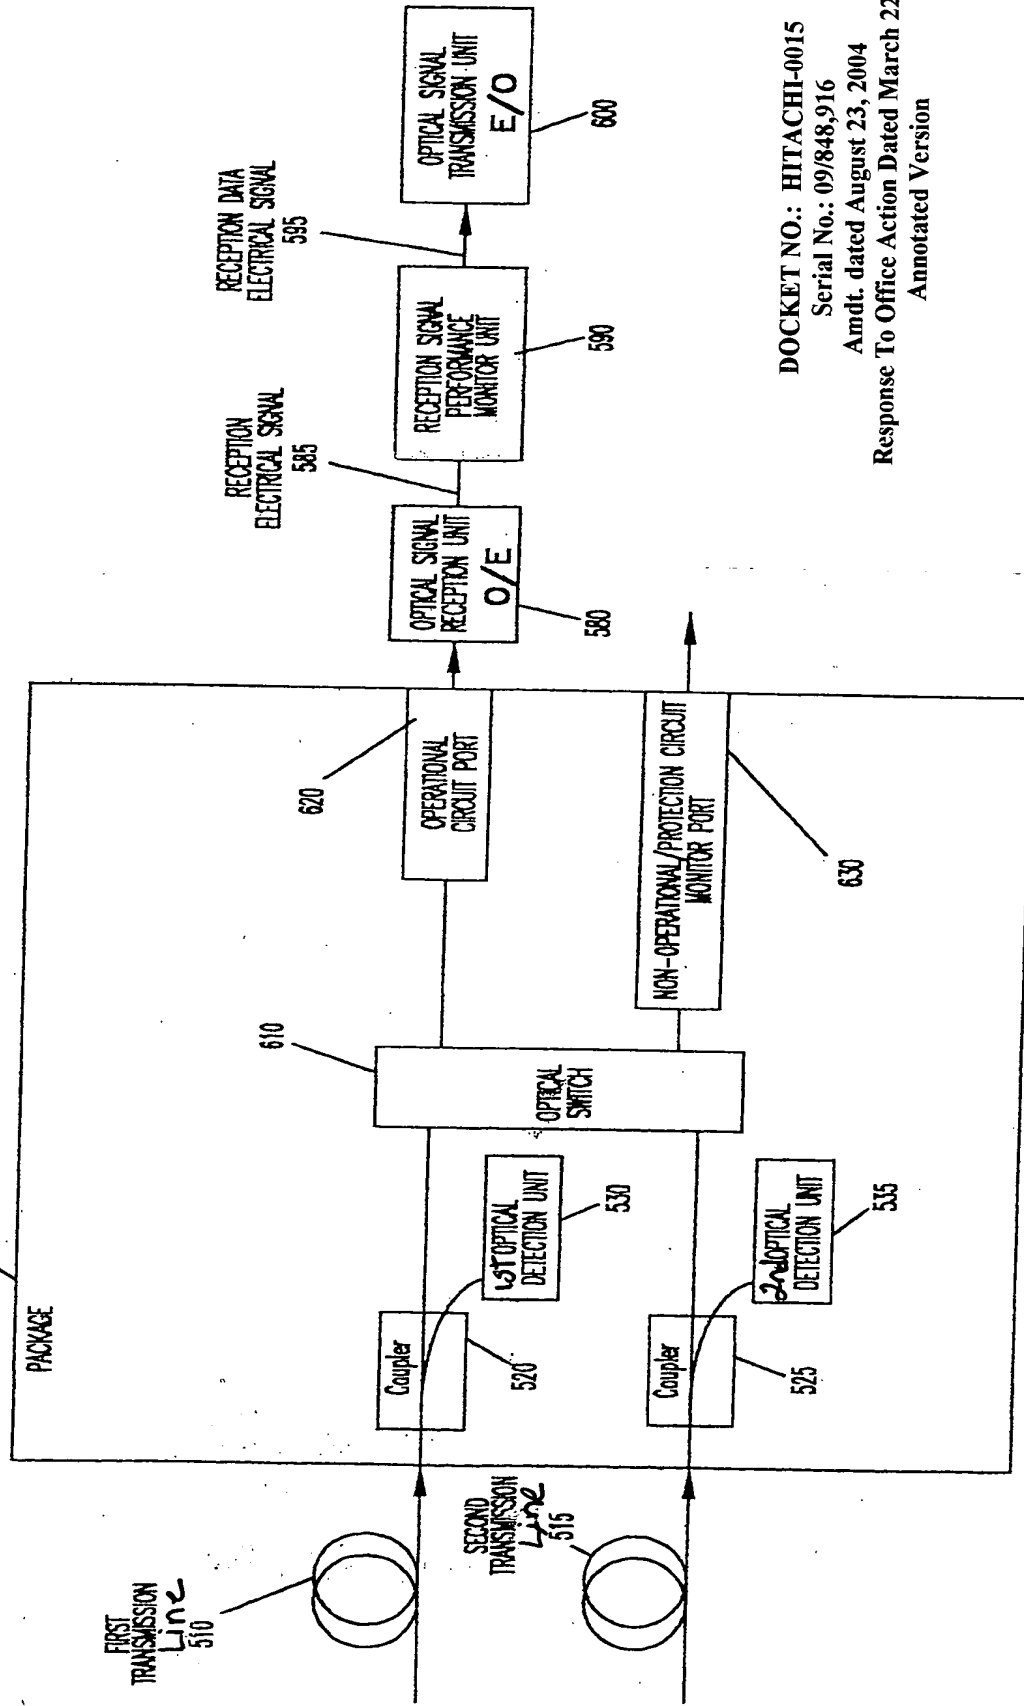 FIRST
TRANSMISSION
Line
510
SECOND
TRANSMISSION
Line
515
PACKAGE
Coupler
520
Coupler
525
1st OPTICAL
DETECTION UNIT
530
2nd OPTICAL
DETECTION UNIT
535
OPTICAL
SWITCH
610
OPERATIONAL
CIRCUIT PORT
620
NON-OPERATIONAL/PROTECTION CIRCUIT
MONITOR PORT
630
OPTICAL SIGNAL
RECEPTION UNIT
O/E
580
RECEPTION
ELECTRICAL SIGNAL
585
RECEPTION SIGNAL
PERFORMANCE
MONITOR UNIT
590
RECEPTION DATA
ELECTRICAL SIGNAL
595
OPTICAL SIGNAL
TRANSMISSION UNIT
E/O
600
DOCKET NO.: HITACHI-0015
Serial No.: 09/848,916
Amdt. dated August 23, 2004
Response To Office Action Dated March 22
Annotated Version